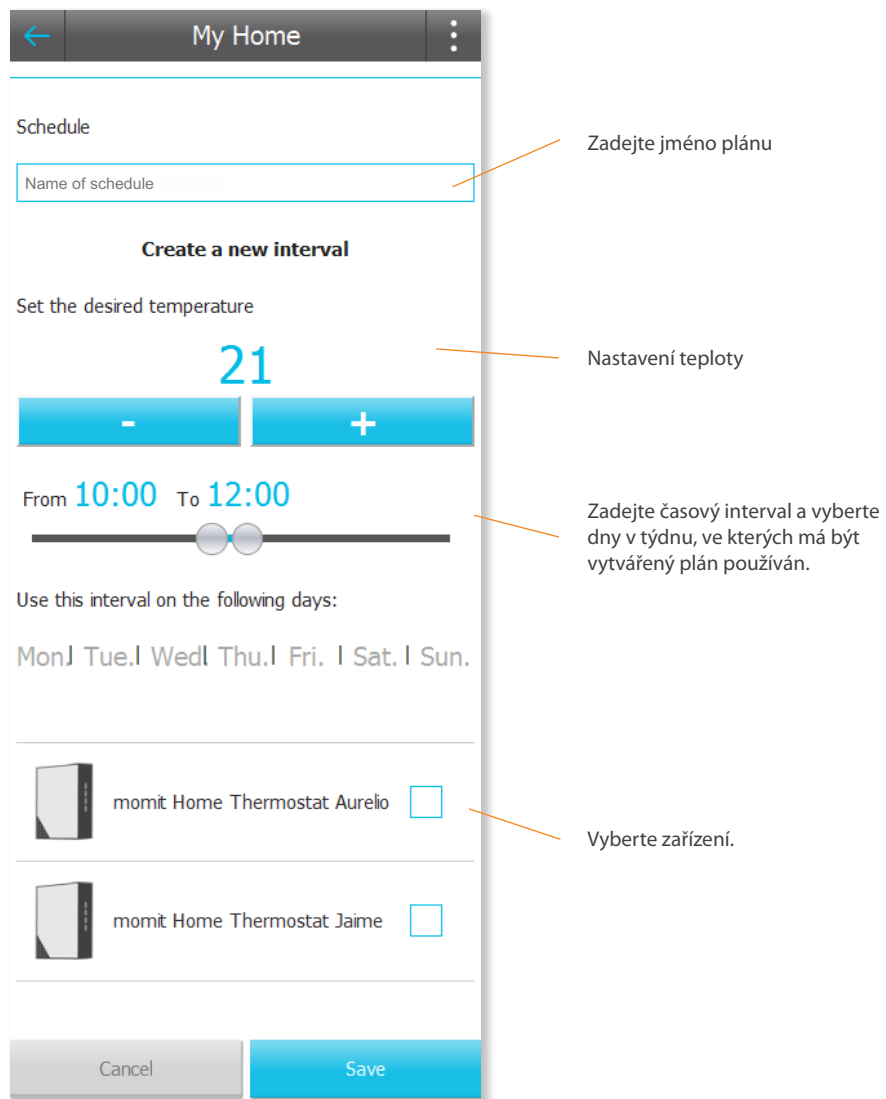 My Home
Schedule
Zadejte jméno plánu
Name of schedule
Create a new interval
Set the desired temperature
21
Nastavení teploty
- +
From 10:00 To 12:00
Zadejte časový interval a vyberte
dny v týdnu, ve kterých má být
vytvářený plán používán.
Use this interval on the following days:
Mon. Tue. Wed. Thu. Fri. Sat. Sun.
momit Home Thermostat Aurelio
Vyberte zařízení.
momit Home Thermostat Jaime
Cancel Save